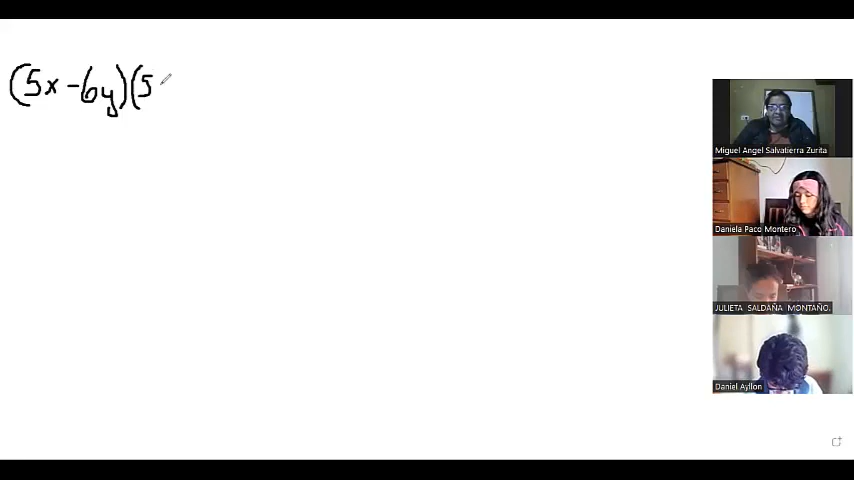 (5x - 6y)(5
Miguel Angel Salvatierra Zurita
Daniela Paco Montero
JULIETA SALDAÑA MONTAÑO.
Daniel Ayllon